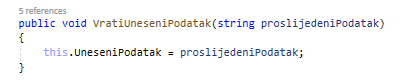 5 references
public void VratiUneseniPodatak(string proslijedeniPodatak)
{
this.UneseniPodatak = proslijedeniPodatak;
}